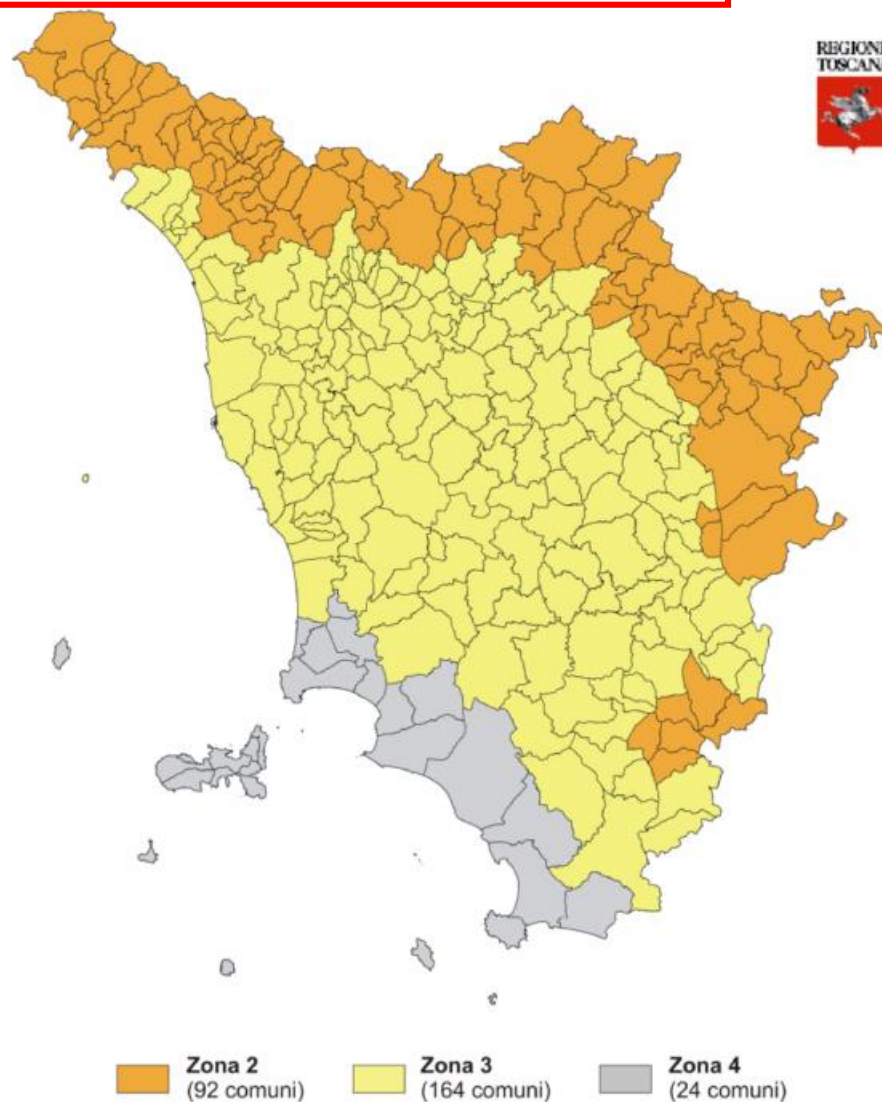 REGIONE
TOSCANA
Zona 2
(92 comuni)
Zona 3
(164 comuni)
Zona 4
(24 comuni)